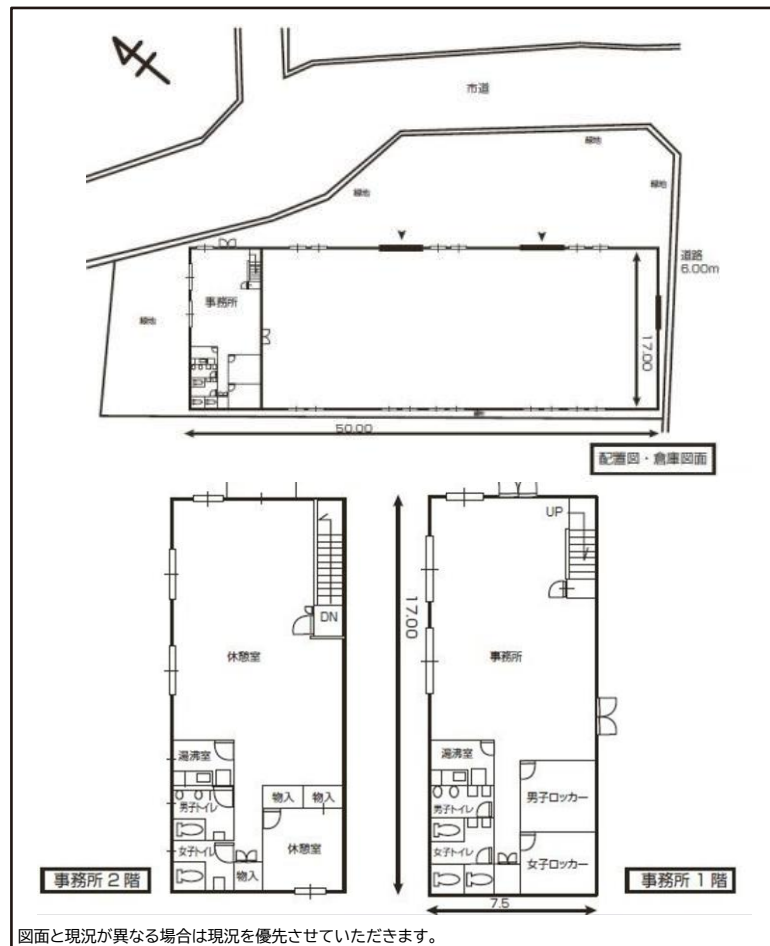 市道
緑地
緑地
緑地
道路
6.00m
事務所
緑地
17.00
50.00
配置図・倉庫図面
UP
DN
17.00
休憩室
事務所
湯沸室
湯沸室
物入
物入
男子トイレ
男子トイレ
男子ロッカー
女子トイレ
休憩室
女子トイレ
女子ロッカー
物入
事務所2階
事務所1階
7.5
図面と現況が異なる場合は現況を優先させていただきます。